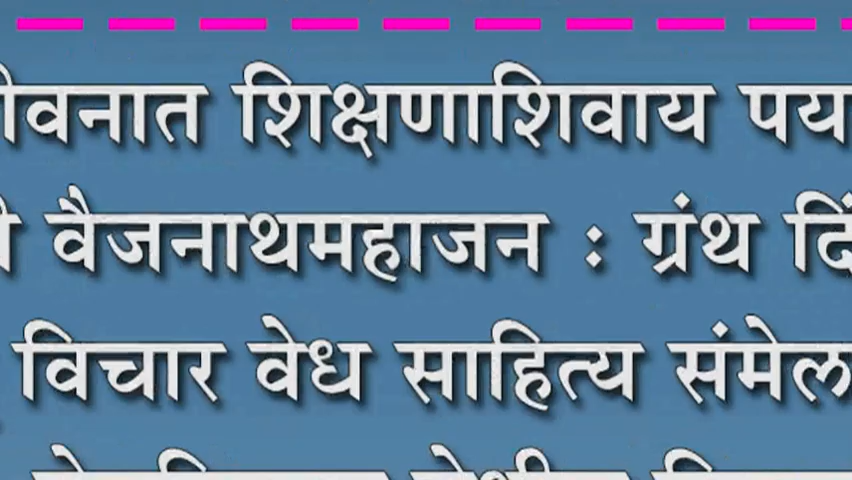 ीवनात शिक्षणाशिवाय पय
वैजनाथमहाजन : ग्रंथ दिं
विचार वेध साहित्य संमेल